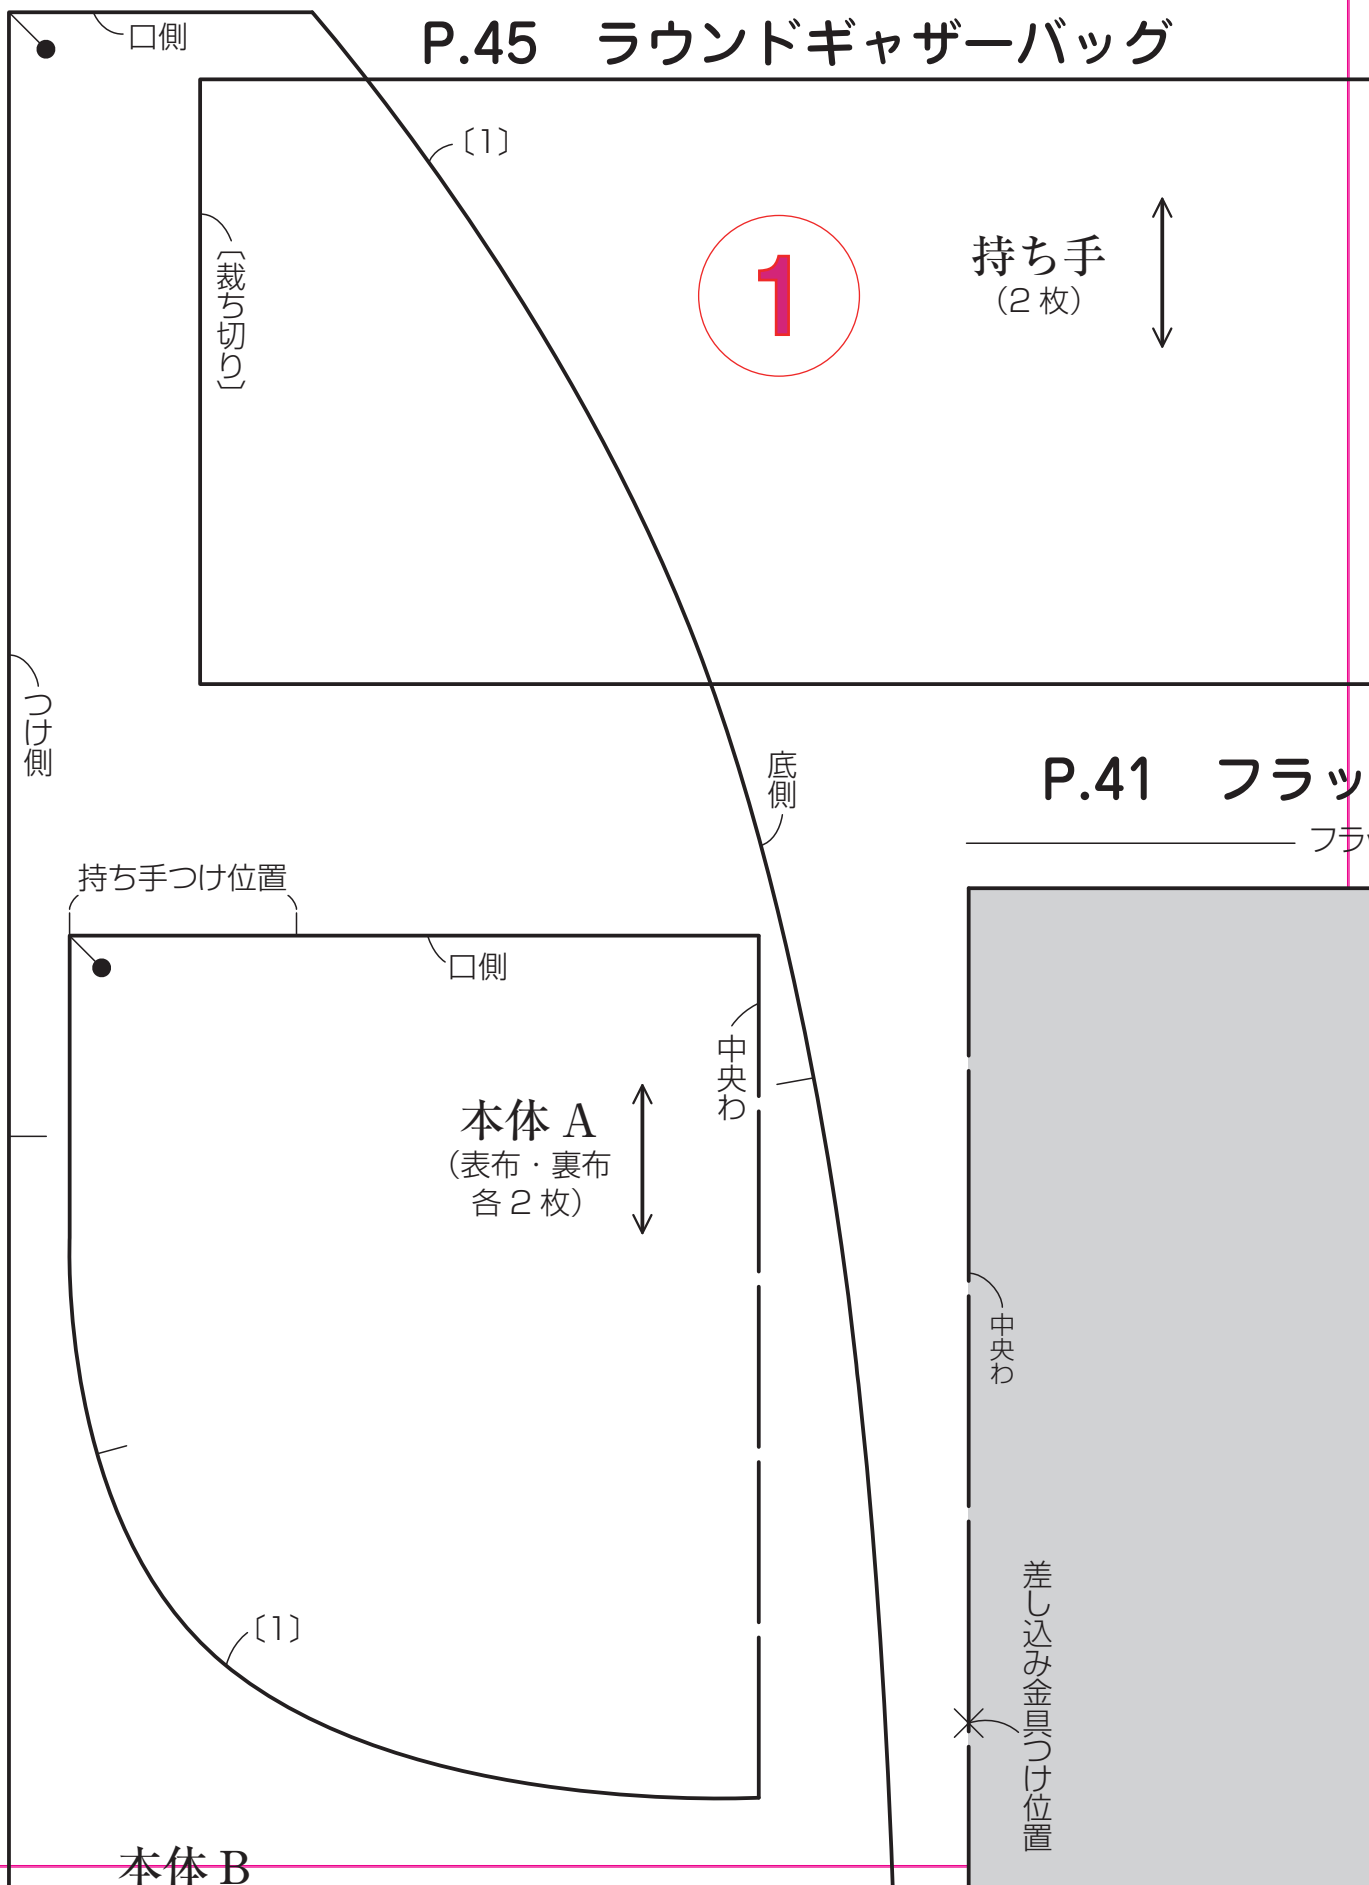 口側
P.45 ラウンドギャザーバッグ
〔1〕
〔裁ち切り〕
1
持ち手
（2 枚）
つけ側
底側
P.41 フラッ
フラ
持ち手つけ位置
口側
中央わ
本体 A
（表布・裏布
各 2 枚）
中央わ
〔1〕
差し込み金具つけ位置
本体 B